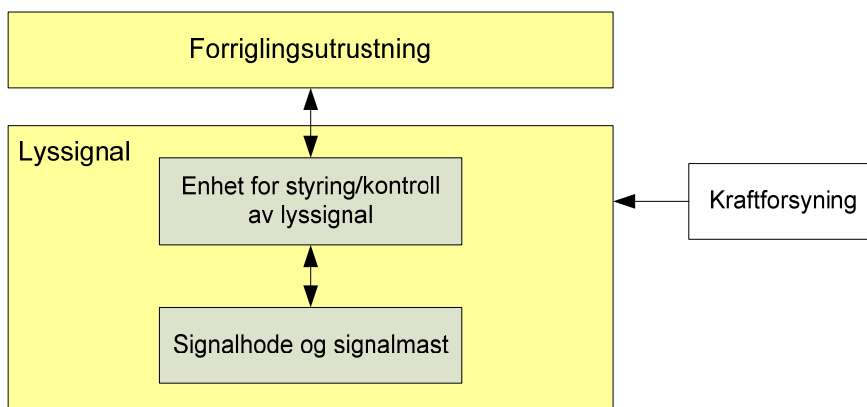 Forriglingsutrustning
Lyssignal
Enhet for styring/kontroll
av lyssignal
Kraftforsyning
Signalhode og signalmast